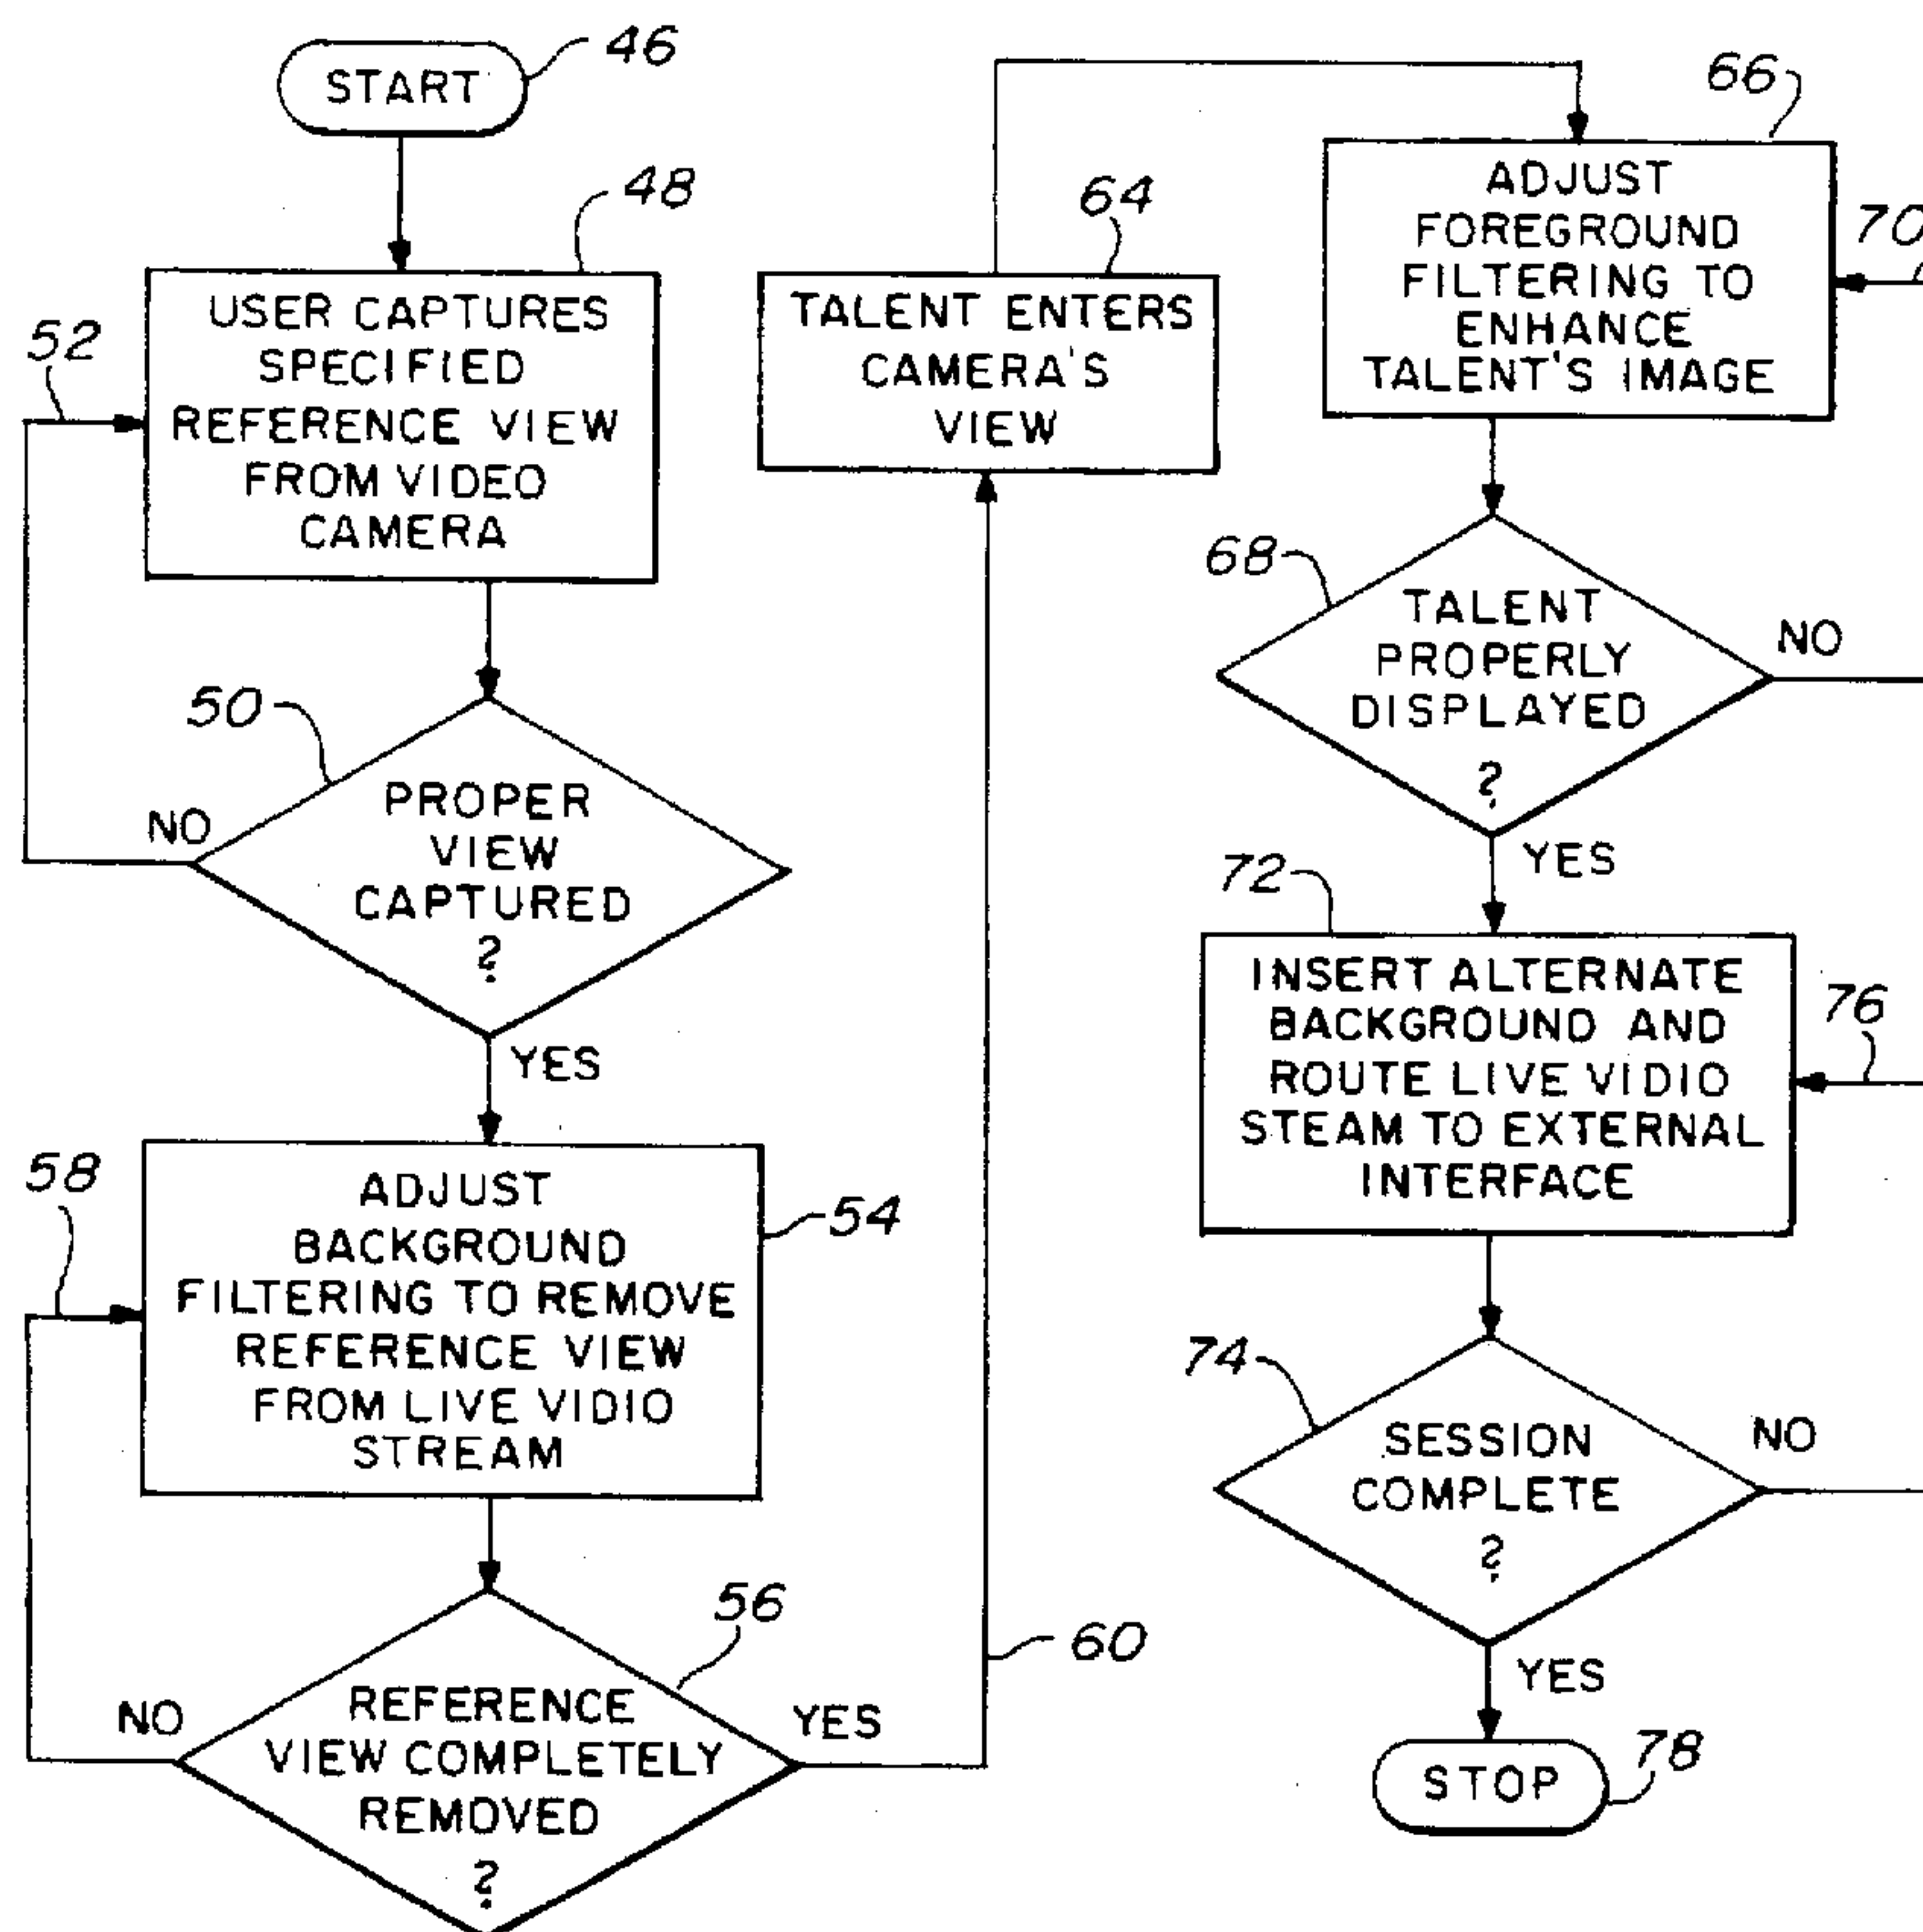 START
46
48
USER CAPTURES
SPECIFIED
REFERENCE VIEW
FROM VIDEO
CAMERA
52
50
PROPER
VIEW
CAPTURED
?
NO
YES
54
ADJUST
BACKGROUND
FILTERING TO REMOVE
REFERENCE VIEW
FROM LIVE VIDIO
STREAM
58
56
REFERENCE
VIEW COMPLETELY
REMOVED
?
NO
YES
60
64
TALENT ENTERS
CAMERA'S
VIEW
66
ADJUST
FOREGROUND
FILTERING TO
ENHANCE
TALENT'S IMAGE
70
68
TALENT
PROPERLY
DISPLAYED
?
NO
YES
72
INSERT ALTERNATE
BACKGROUND AND
ROUTE LIVE VIDIO
STEAM TO EXTERNAL
INTERFACE
76
74
SESSION
COMPLETE
?
NO
YES
STOP
78